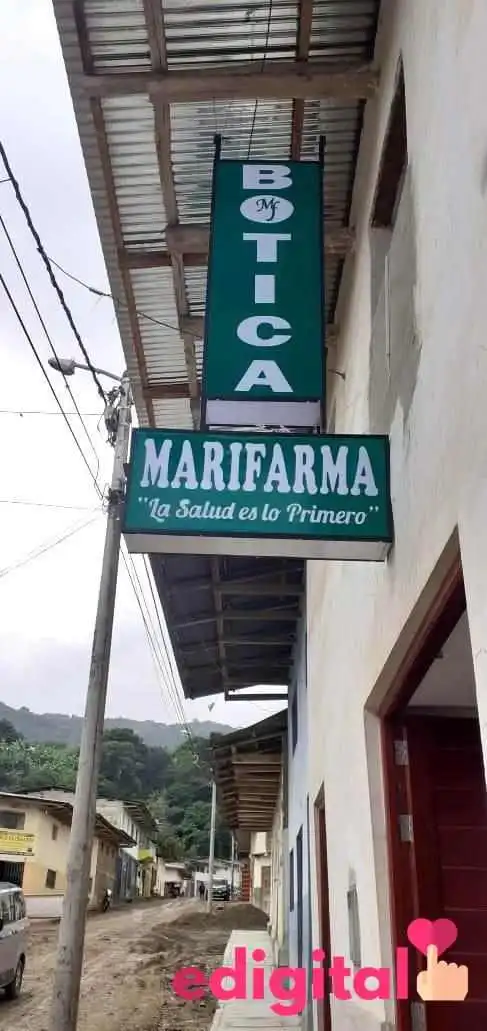 BOTICA
Mf
MARIFARMA
"La Salud es lo Primero"
edigital